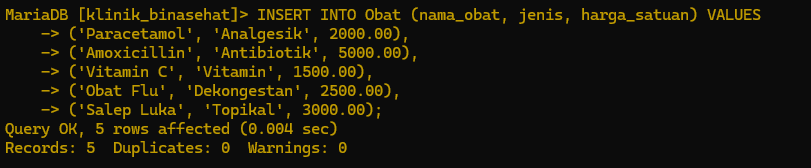 MariaDB [klinik_binasehat]> INSERT INTO Obat (nama_obat, jenis, harga_satuan) VALUES
    -> ('Paracetamol', 'Analgesik', 2000.00),
    -> ('Amoxicillin', 'Antibiotik', 5000.00),
    -> ('Vitamin C', 'Vitamin', 1500.00),
    -> ('Obat Flu', 'Dekongestan', 2500.00),
    -> ('Salep Luka', 'Topikal', 3000.00);
Query OK, 5 rows affected (0.004 sec)
Records: 5  Duplicates: 0  Warnings: 0